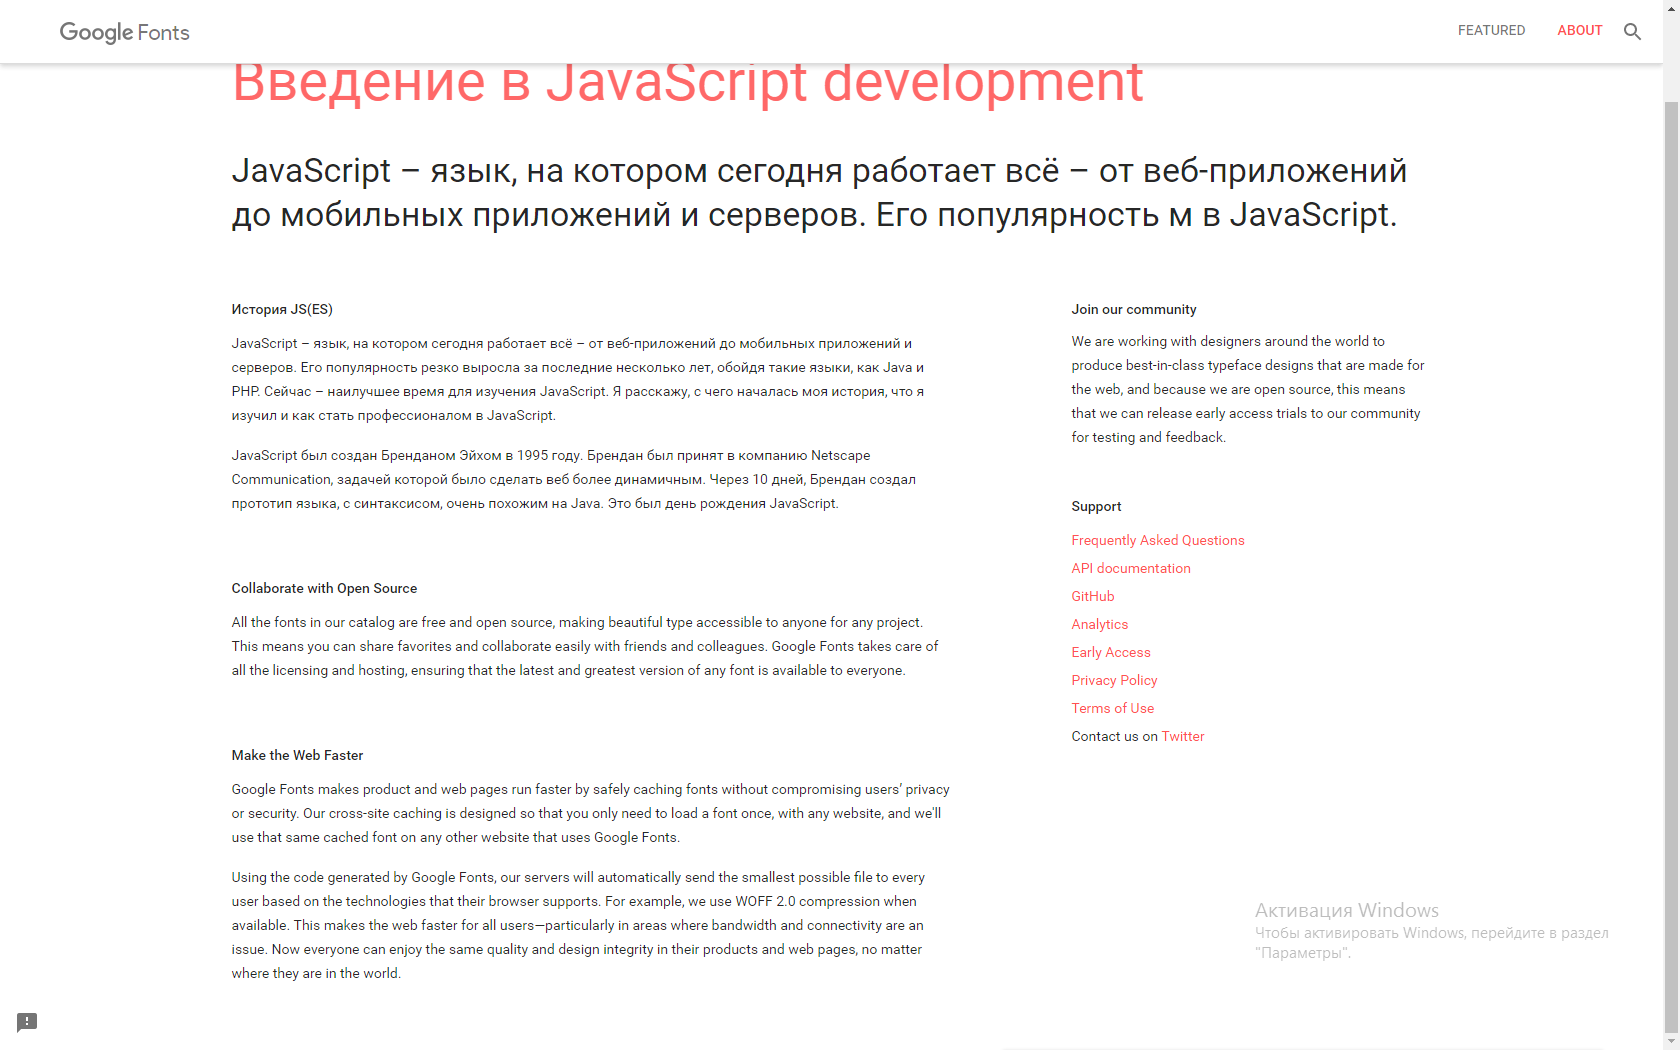 Google Fonts
FEATURED
ABOUT
Введение в JavaScript development
JavaScript – язык, на котором сегодня работает всё – от веб-приложений
до мобильных приложений и серверов. Его популярность м в JavaScript.
История JS(ES)
JavaScript – язык, на котором сегодня работает всё – от веб-приложений до мобильных приложений и
серверов. Его популярность резко выросла за последние несколько лет, обойдя такие языки, как Java и
PHP. Сейчас – наилучшее время для изучения JavaScript. Я расскажу, с чего началась моя история, что я
изучил и как стать профессионалом в JavaScript.
JavaScript был создан Бренданом Эйхом в 1995 году. Брендан был принят в компанию Netscape
Communication, задачей которой было сделать веб более динамичным. Через 10 дней, Брендан создал
прототип языка, с синтаксисом, очень похожим на Java. Это был день рождения JavaScript.
Collaborate with Open Source
All the fonts in our catalog are free and open source, making beautiful type accessible to anyone for any project.
This means you can share favorites and collaborate easily with friends and colleagues. Google Fonts takes care of
all the licensing and hosting, ensuring that the latest and greatest version of any font is available to everyone.
Make the Web Faster
Google Fonts makes product and web pages run faster by safely caching fonts without compromising users’ privacy
or security. Our cross-site caching is designed so that you only need to load a font once, with any website, and we'll
use that same cached font on any other website that uses Google Fonts.
Using the code generated by Google Fonts, our servers will automatically send the smallest possible file to every
user based on the technologies that their browser supports. For example, we use WOFF 2.0 compression when
available. This makes the web faster for all users—particularly in areas where bandwidth and connectivity are an
issue. Now everyone can enjoy the same quality and design integrity in their products and web pages, no matter
where they are in the world.
Join our community
We are working with designers around the world to
produce best-in-class typeface designs that are made for
the web, and because we are open source, this means
that we can release early access trials to our community
for testing and feedback.
Support
Frequently Asked Questions
API documentation
GitHub
Analytics
Early Access
Privacy Policy
Terms of Use
Contact us on Twitter
Активация Windows
Чтобы активировать Windows, перейдите в раздел
"Параметры".